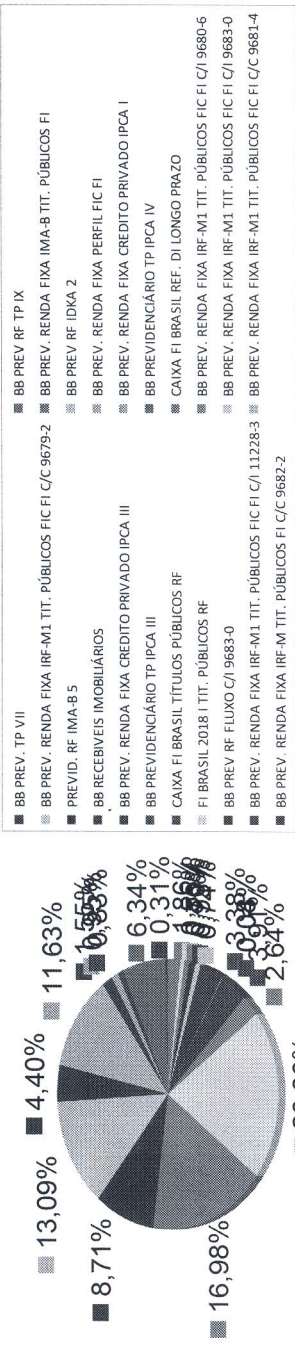 BB PREV. TP VII
BB PREV RF TP IX
BB PREV. RENDA FIXA IRF-M1 TIT. PÚBLICOS FIC FI C/C 9679-2
BB PREV. RENDA FIXA IMA-B TIT. PÚBLICOS FI
PREVID. RF IMA-B 5
BB PREV RF IDKA 2
BB RECEBIVEIS IMOBILIÁRIOS
BB PREV. RENDA FIXA PERFIL FIC FI
BB PREV. RENDA FIXA CREDITO PRIVADO IPCA III
BB PREV. RENDA FIXA CREDITO PRIVADO IPCA I
BB PREVIDENCIÁRIO TP IPCA III
BB PREVIDENCIÁRIO TP IPCA IV
CAIXA FI BRASIL TÍTULOS PÚBLICOS RF
CAIXA FI BRASIL REF. DI LONGO PRAZO
FI BRASIL 2018 I TIT. PÚBLICOS RF
BB PREV. RENDA FIXA IRF-M1 TIT. PÚBLICOS FIC FI C/I 9680-6
BB PREV RF FLUXO C/I 9683-0
BB PREV. RENDA FIXA IRF-M1 TIT. PÚBLICOS FIC FI C/I 9683-0
BB PREV. RENDA FIXA IRF-M1 TIT. PÚBLICOS FIC FI C/I 11228-3
BB PREV. RENDA FIXA IRF-M1 TIT. PÚBLICOS FIC FI C/C 9681-4
BB PREV. RENDA FIXA IRF-M TIT. PÚBLICOS FI C/C 9682-2
11,63%
4,40%
13,09%
8,71%
16,98%
6,34%
0,31%
2,64%